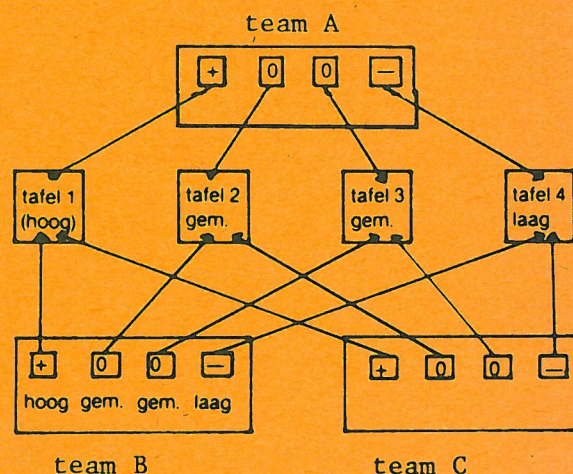 team A
+ 0 0 —
tafel 1 tafel 2 tafel 3 tafel 4
(hoog) gem. gem. laag
+ 0 0 — + 0 0 —
hoog gem. gem. laag
team B team C